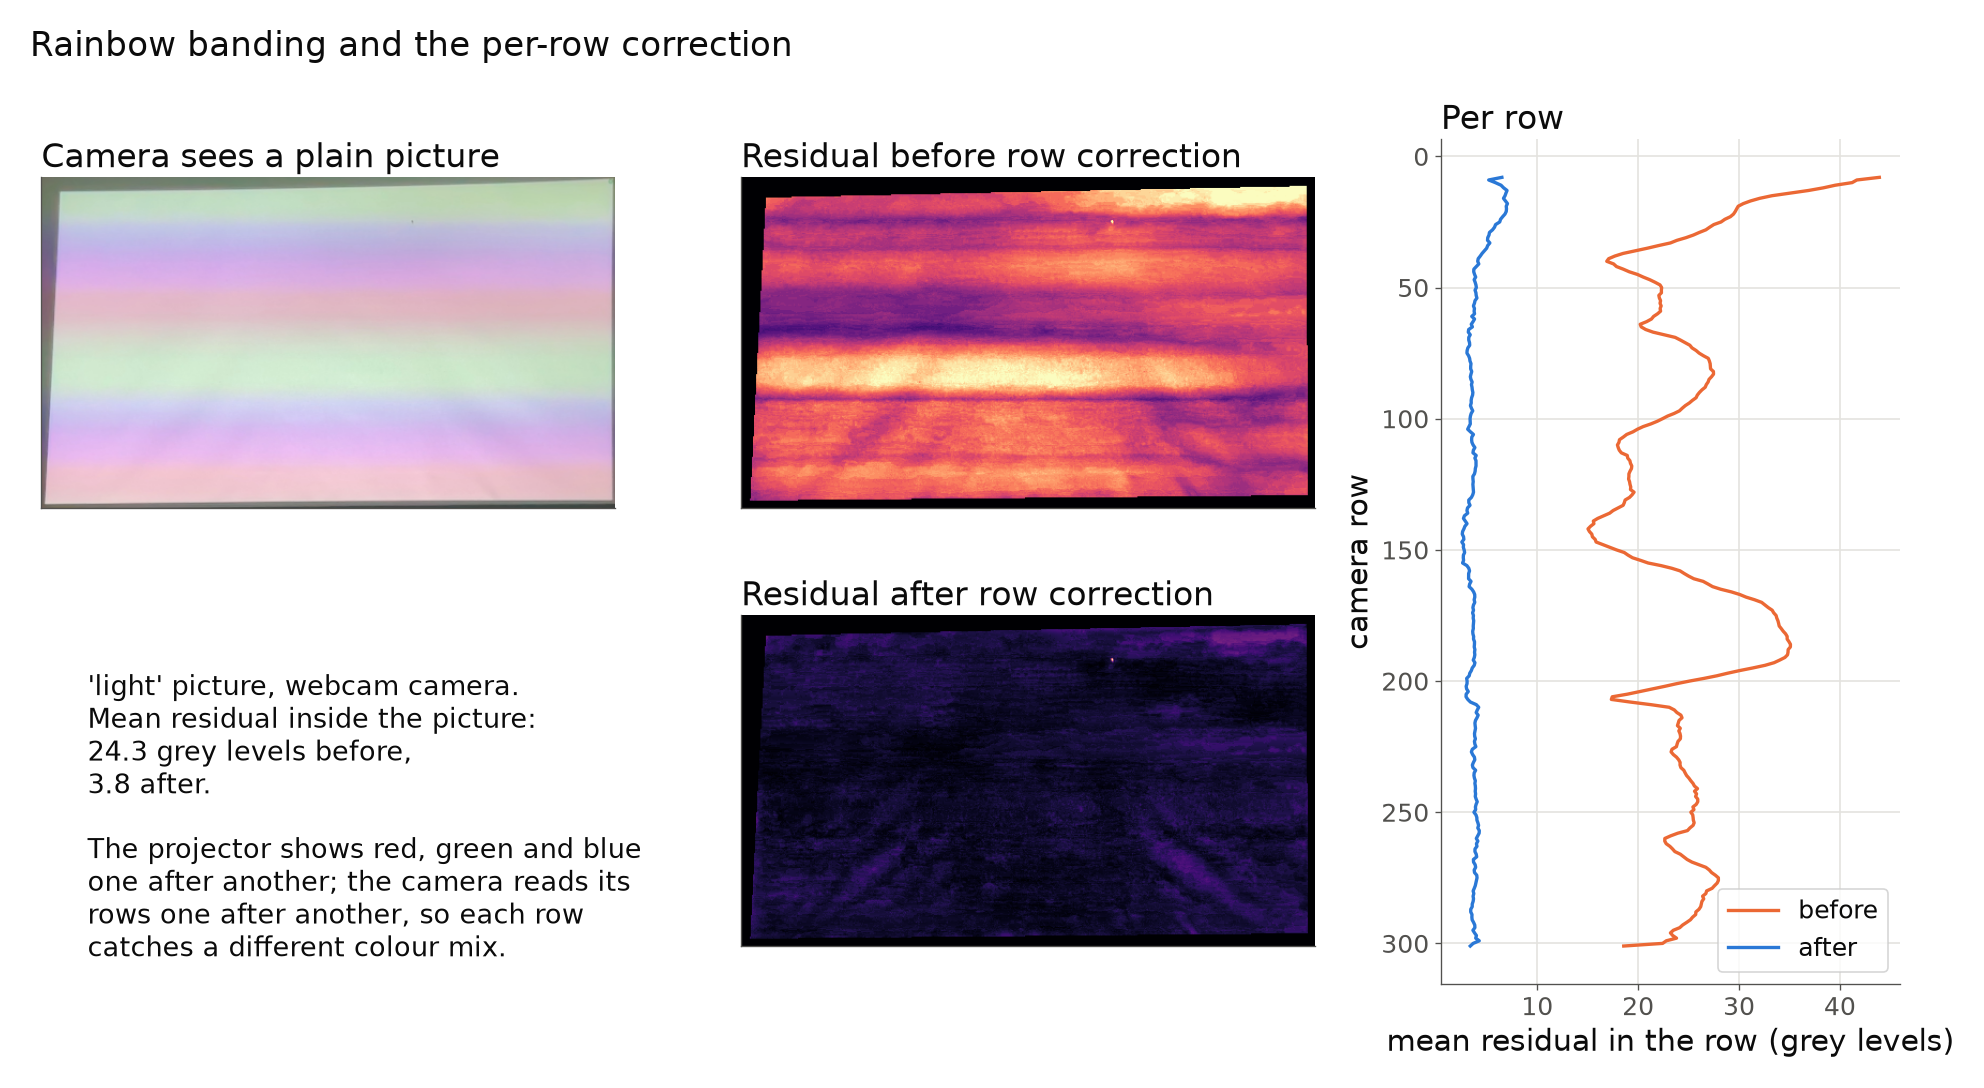 Rainbow banding and the per-row correction
Camera sees a plain picture
Residual before row correction
Per row
0
50
100
150
200
250
300
camera row
10
20
30
40
mean residual in the row (grey levels)
before
after
Residual after row correction
'light' picture, webcam camera.
Mean residual inside the picture:
24.3 grey levels before,
3.8 after.
The projector shows red, green and blue
one after another; the camera reads its
rows one after another, so each row
catches a different colour mix.